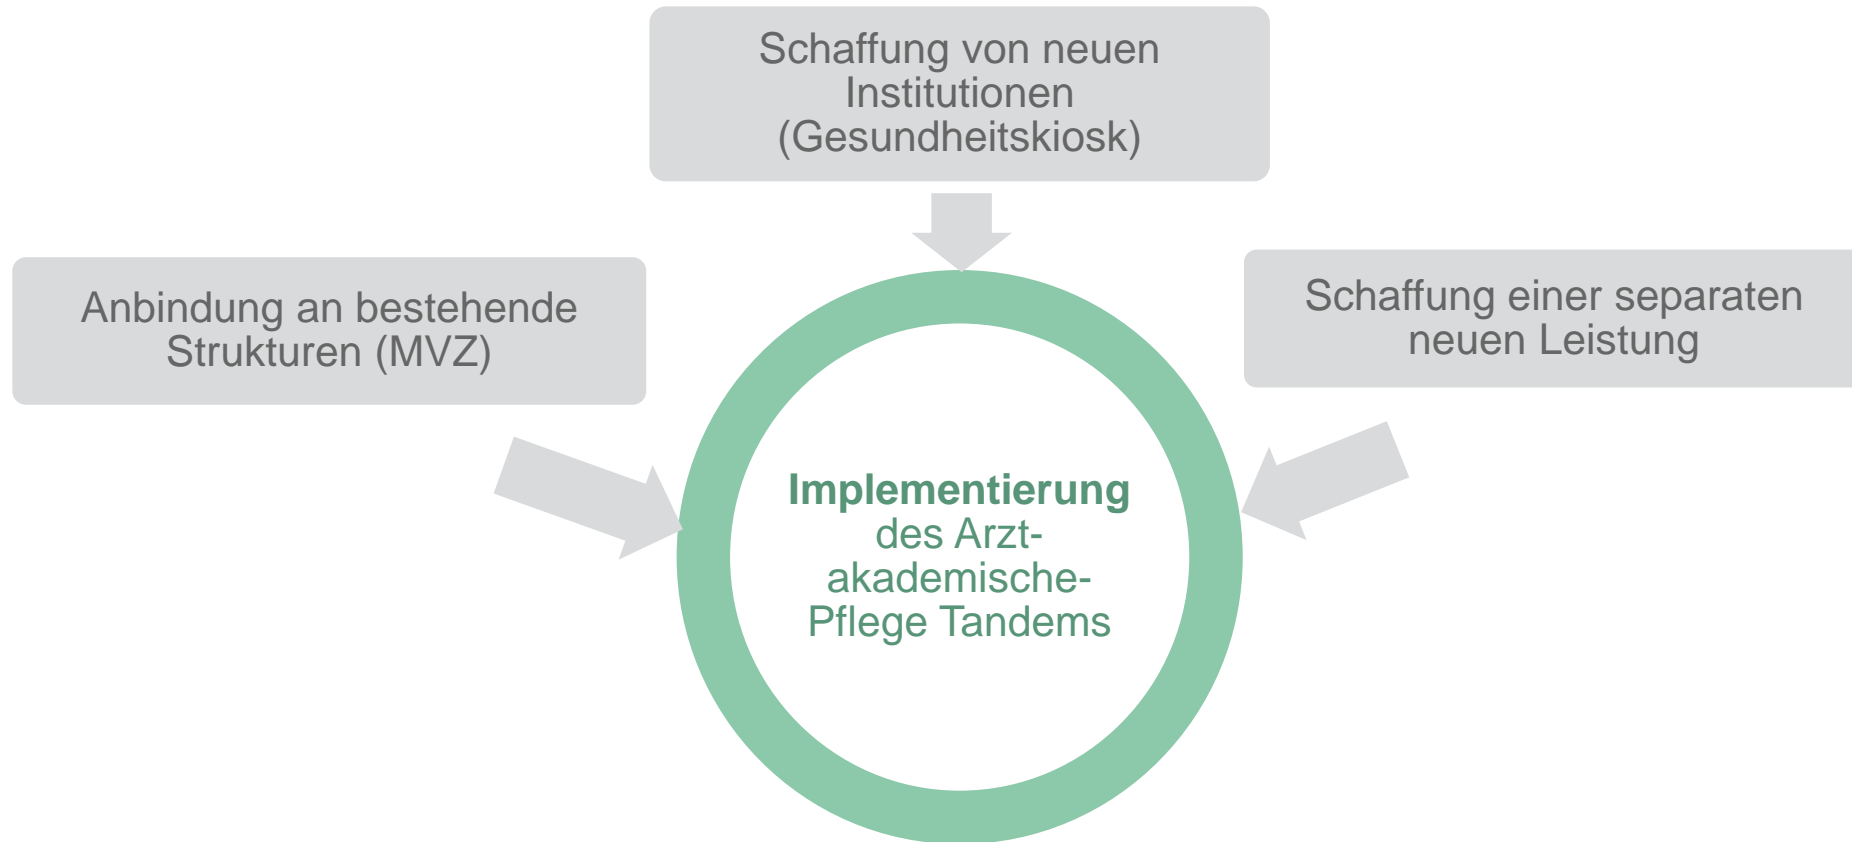 Schaffung von neuen
Institutionen
(Gesundheitskiosk)
Anbindung an bestehende
Strukturen (MVZ)
Schaffung einer separaten
neuen Leistung
Implementierung
des Arzt-
akademische-
Pflege Tandems